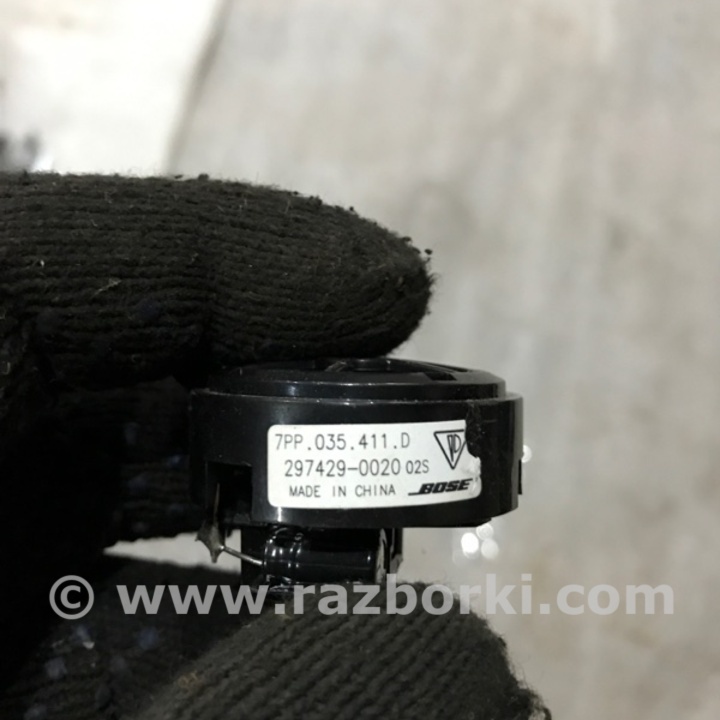 7PP.035.411.D
297429-0020 02S
MADE IN CHINA BOSE
© www.razborki.com